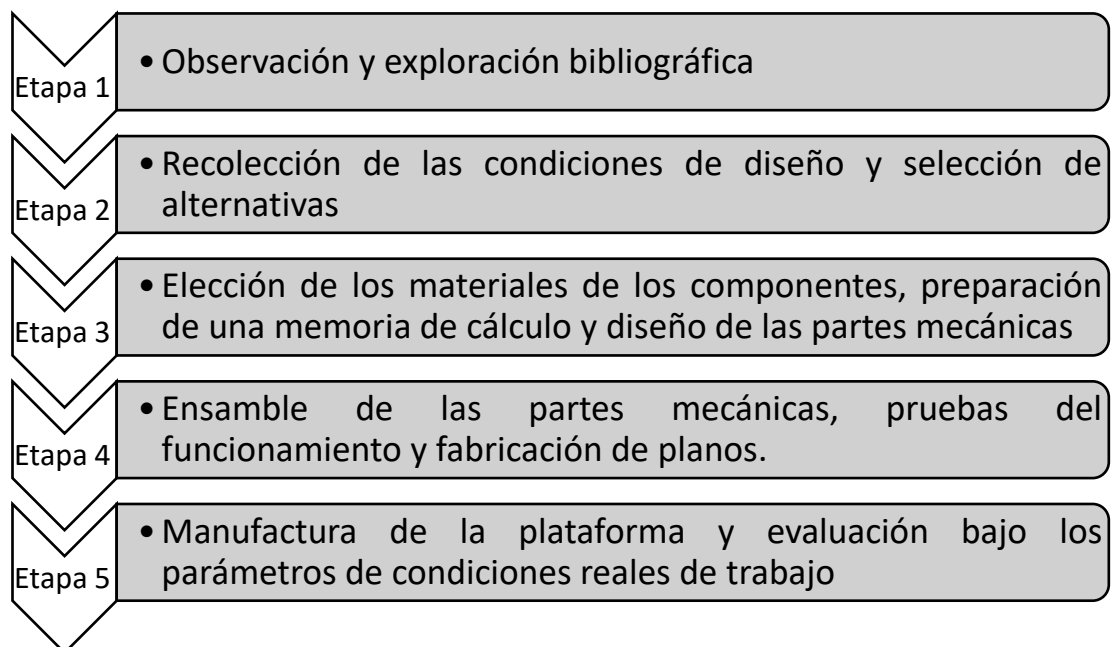 Etapa 1
• Observación y exploración bibliográfica
Etapa 2
• Recolección de las condiciones de diseño y selección de
alternativas
Etapa 3
• Elección de los materiales de los componentes, preparación
de una memoria de cálculo y diseño de las partes mecánicas
Etapa 4
• Ensamble de las partes mecánicas, pruebas del
funcionamiento y fabricación de planos.
Etapa 5
• Manufactura de la plataforma y evaluación bajo los
parámetros de condiciones reales de trabajo